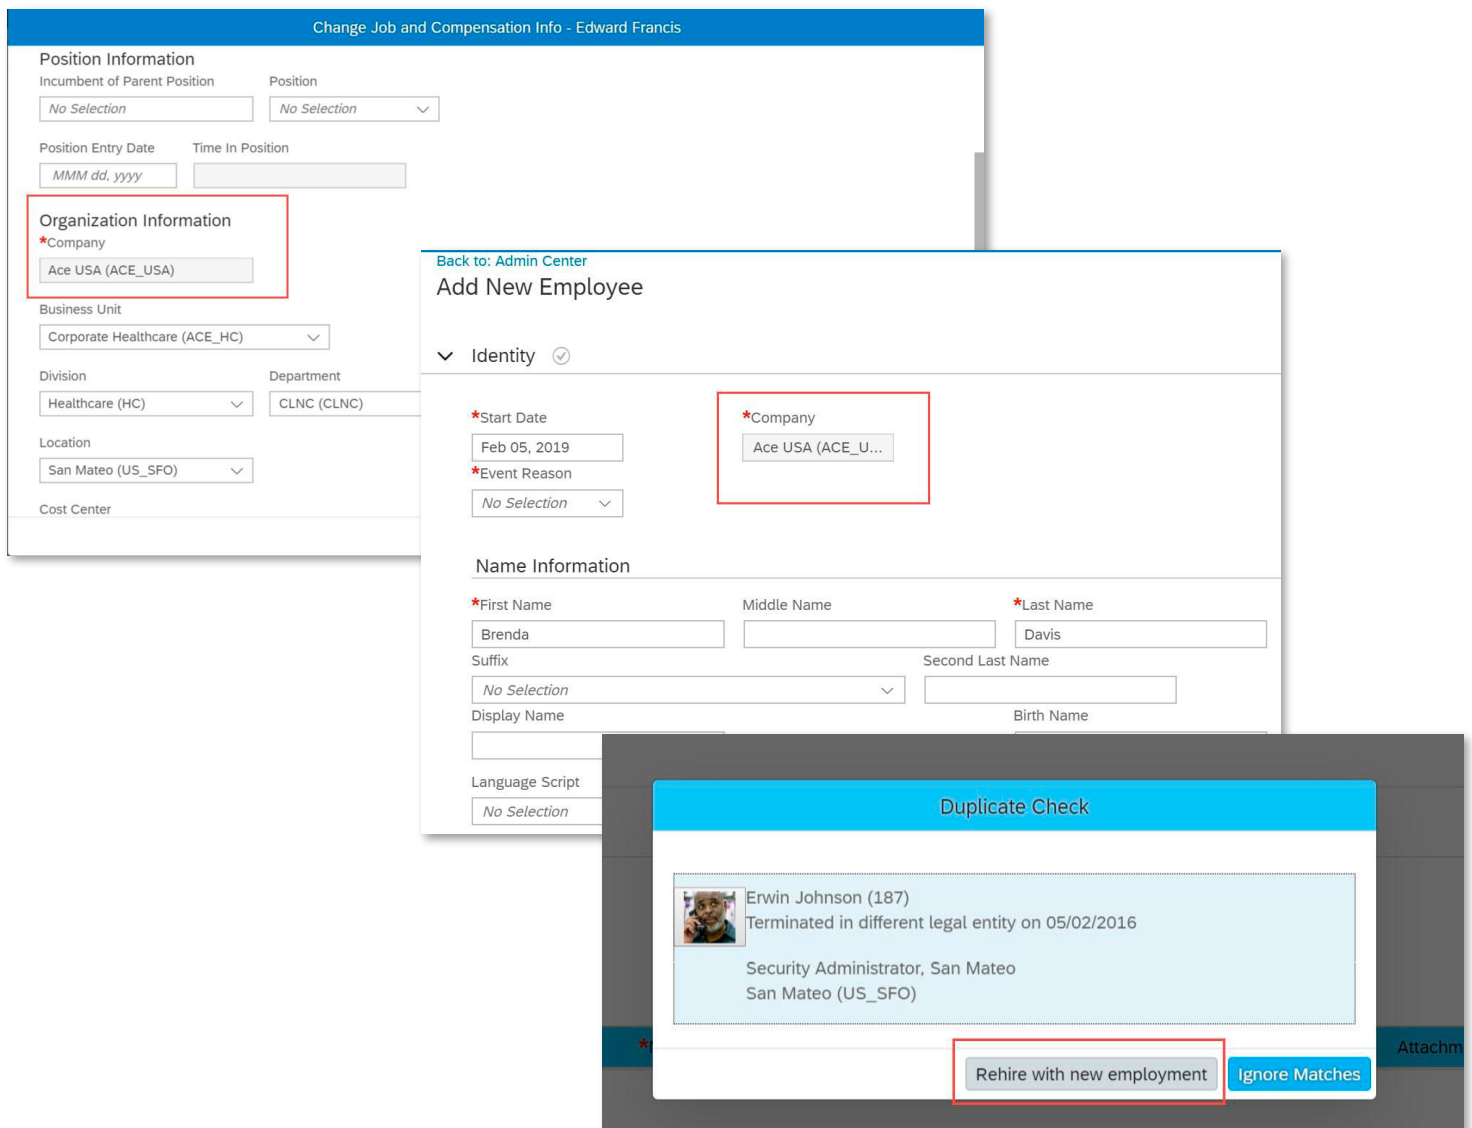 Change Job and Compensation Info - Edward Francis
Position Information
Incumbent of Parent Position Position
No Selection No Selection
Position Entry Date Time In Position
MMM dd, yyyy
Organization Information
*Company
Ace USA (ACE_USA)
Business Unit
Corporate Healthcare (ACE_HC)
Division Department
Healthcare (HC) CLNC (CLNC)
Location
San Mateo (US_SFO)
Cost Center
Back to: Admin Center
Add New Employee
Identity
*Start Date *Company
Feb 05, 2019 Ace USA (ACE_U...
*Event Reason
No Selection
Name Information
*First Name Middle Name *Last Name
Brenda Davis
Suffix Second Last Name
No Selection
Display Name Birth Name
Language Script
No Selection
Duplicate Check
Erwin Johnson (187)
Terminated in different legal entity on 05/02/2016
Security Administrator, San Mateo
San Mateo (US_SFO)
Attachm
Rehire with new employment Ignore Matches